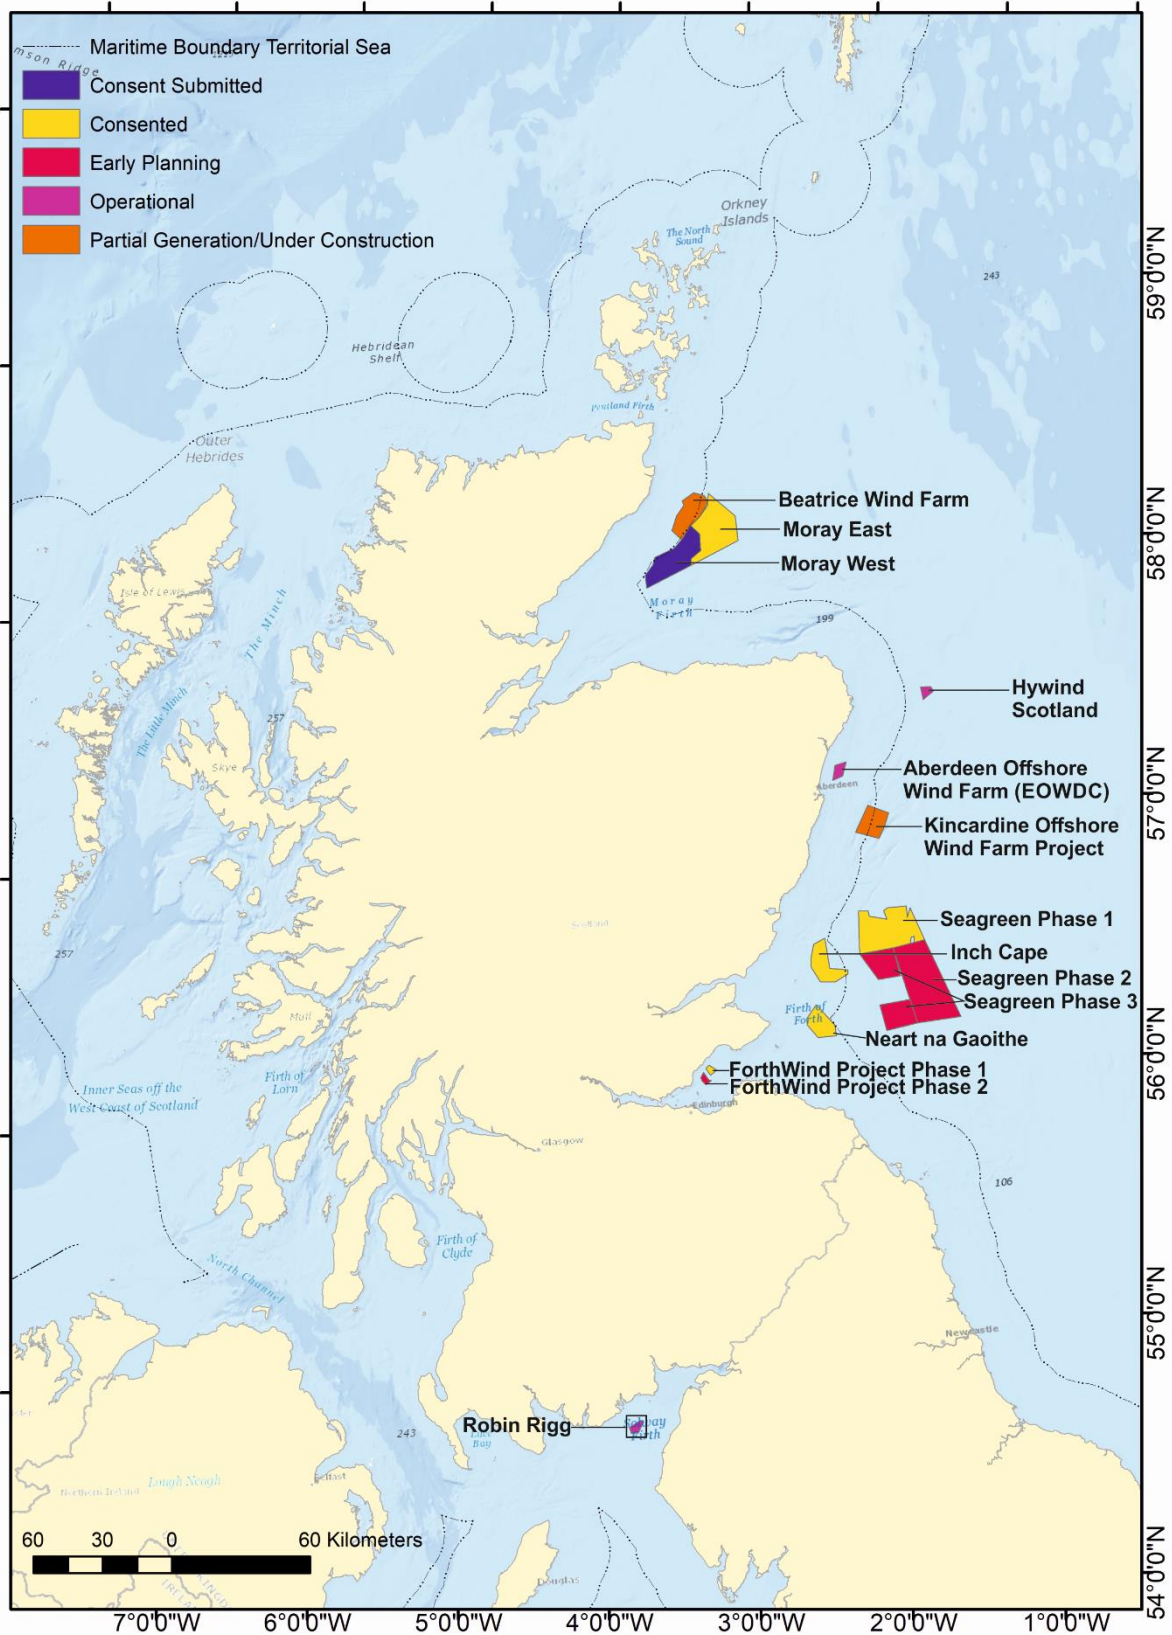 Maritime Boundary Territorial Sea
mson Ridge
Consent Submitted
Consented
Early Planning
Operational
Partial Generation/Under Construction
Orkney
Islands
The North
Sound
59°0'0"N
243
Hebridean
Shelf
Pentland Firth
Outer
Hebrides
Beatrice Wind Farm
Moray East
58°0'0"N
Moray West
Isle of Lewis
The Minch
Moray
Firth
199
Hywind
Scotland
The Little Minch
257
Skye
Aberdeen Offshore
Wind Farm (EOWDC)
Aberdeen
57°0'0"N
Kincardine Offshore
Wind Farm Project
Seagreen Phase 1
Scotland
Inch Cape
257
Seagreen Phase 2
Seagreen Phase 3
Firth of
Forth
Mull
Neart na Gaoithe
56°0'0"N
ForthWind Project Phase 1
ForthWind Project Phase 2
Firth of
Lorn
Inner Seas off the
West Coast of Scotland
Edinburgh
Glasgow
106
Firth of
Clyde
North Channel
55°0'0"N
Newcastle
Robin Rigg
Solway
Firth
243
Luce
Bay
Belfast
Lough Neagh
Northern Ireland
60 30 0 60 Kilometers
Douglas
54°0'0"N
7°0'0"W 6°0'0"W 5°0'0"W 4°0'0"W 3°0'0"W 2°0'0"W 1°0'0"W